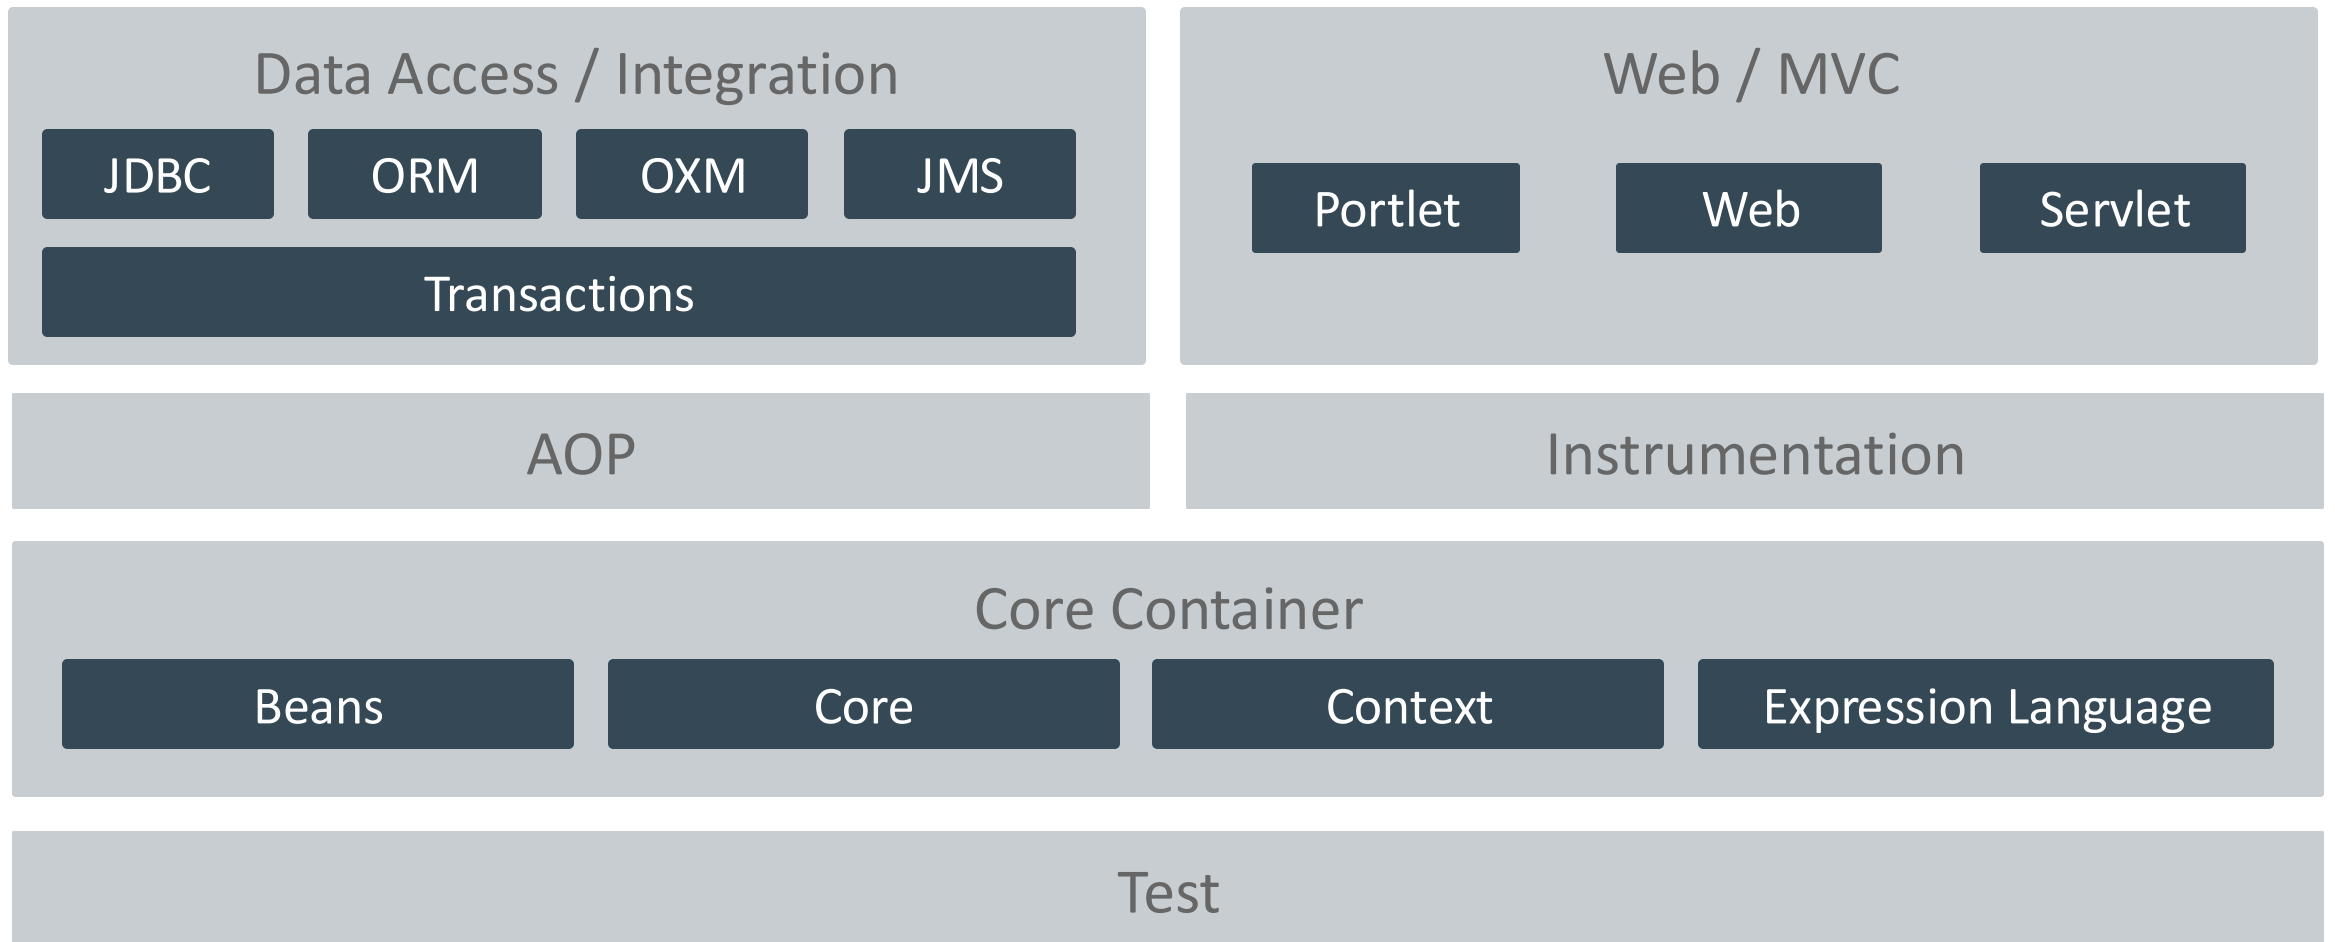 Data Access / Integration
JDBC
ORM
OXM
JMS
Transactions
Web / MVC
Portlet
Web
Servlet
AOP
Instrumentation
Core Container
Beans
Core
Context
Expression Language
Test